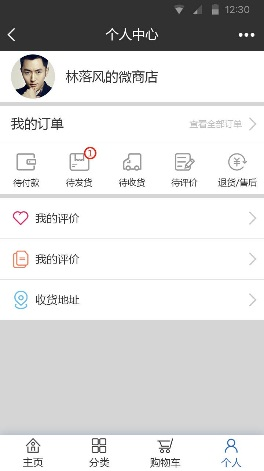 12:30
个人中心
林落风的微商店
我的订单
查看全部订单
1
待付款 待发货 待收货 待评价 退货/售后
我的评价
我的评价
收货地址
主页 分类 购物车 个人